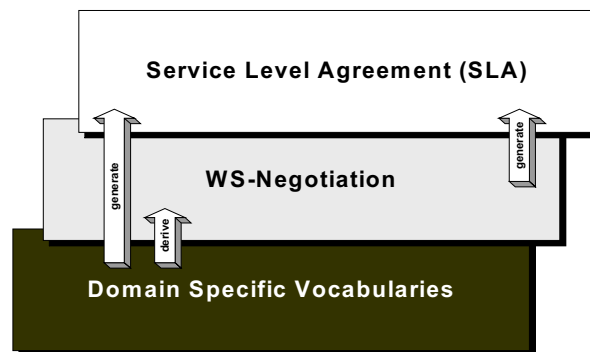 Service Level Agreement (SLA)
generate
generate
WS-Negotiation
derive
Domain Specific Vocabularies